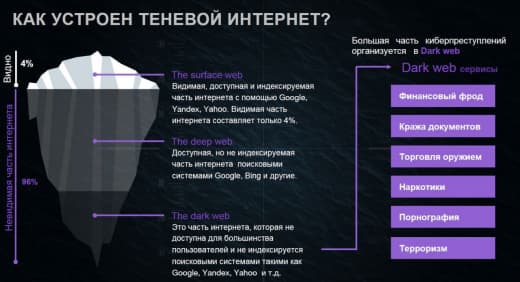 КАК УСТРОЕН ТЕНЕВОЙ ИНТЕРНЕТ?
Видно
4%
Невидимая часть интернета
96%
The surface web
Видимая, доступная и индексируемая
часть интернета с помощью Google,
Yandex, Yahoo. Видимая часть
интернета составляет только 4%.
The deep web
Доступная, но не индексируемая
часть интернета поисковыми
системами Google, Bing и другие.
The dark web
Это часть интернета, которая не
доступна для большинства
пользователей и не индексируется
поисковыми системами такими как
Google, Yandex, Yahoo и т.д.
Большая часть киберпреступлений
организуется в Dark web
Dark web сервисы
Финансовый фрод
Кража документов
Торговля оружием
Наркотики
Порнография
Терроризм